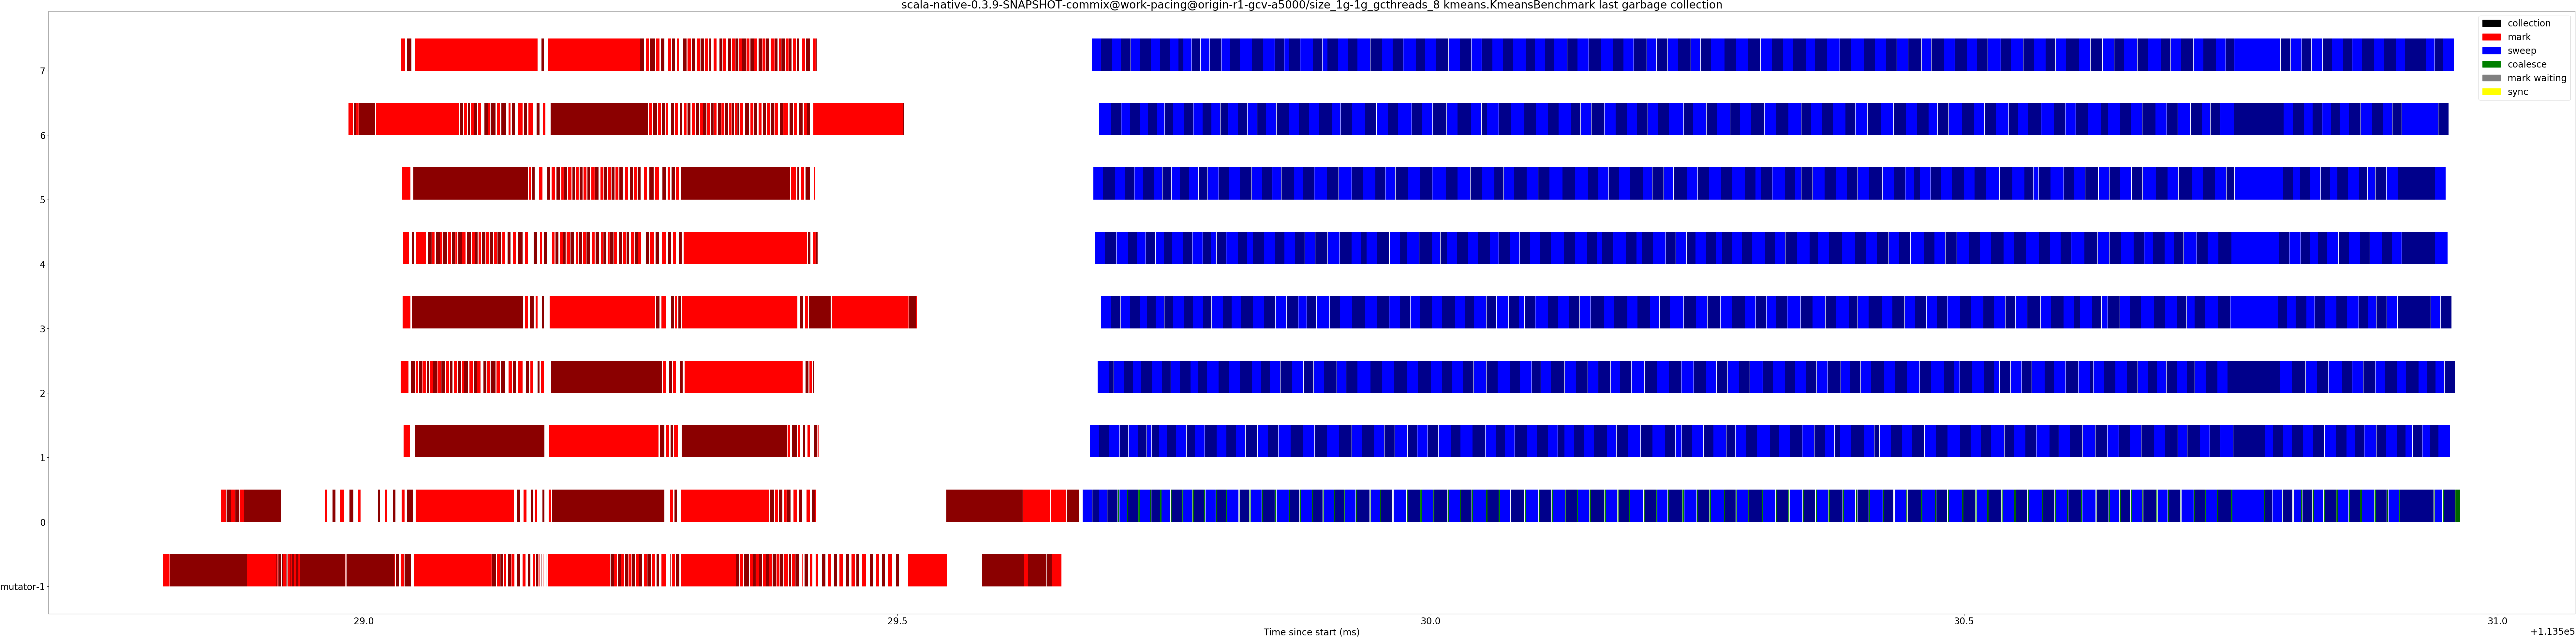 scala-native-0.3.9-SNAPSHOT-commix@work-pacing@origin-r1-gcv-a5000/size_1g-1g_gcthreads_8 kmeans.KmeansBenchmark last garbage collection
collection
mark
sweep
coalesce
mark waiting
sync
7
6
5
4
3
2
1
0
mutator-1
29.0
29.5
30.0
30.5
31.0
Time since start (ms)
+1.135e5